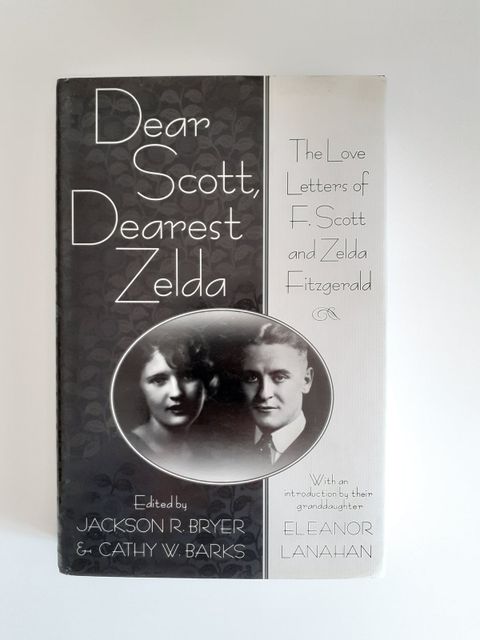 Dear
Scott,
Dearest
Zelda
The Love
Letters of
F. Scott
and Zelda
Fitzgerald
Edited by
JACKSON R. BRYER
& CATHY W. BARKS
With an
introduction by their
granddaughter
ELEANOR
LANAHAN